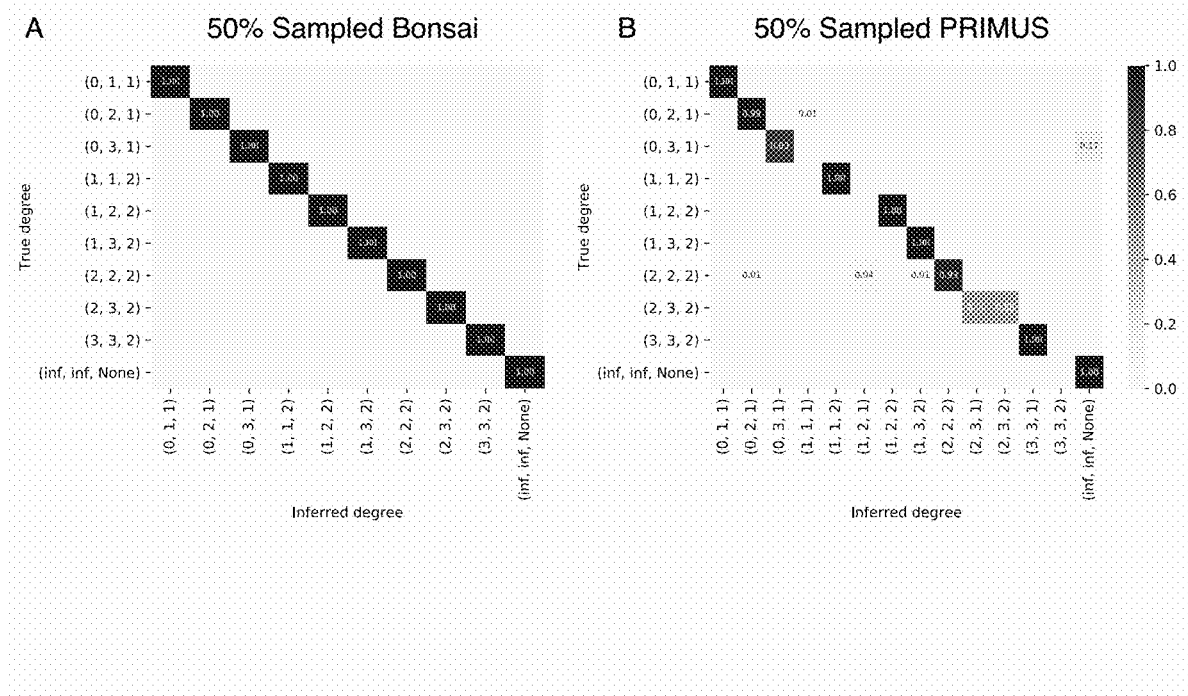 A
50% Sampled Bonsai
True degree
(0, 1, 1)
(0, 2, 1)
(0, 3, 1)
(1, 1, 2)
(1, 2, 2)
(1, 3, 2)
(2, 2, 2)
(2, 3, 2)
(3, 3, 2)
(inf, inf, None)
(0, 1, 1)
(0, 2, 1)
(0, 3, 1)
(1, 1, 2)
(1, 2, 2)
(1, 3, 2)
(2, 2, 2)
(2, 3, 2)
(3, 3, 2)
(inf, inf, None)
Inferred degree
B
50% Sampled PRIMUS
True degree
(0, 1, 1)
(0, 2, 1)
0.01
(0, 3, 1)
0.17
(1, 1, 2)
(1, 2, 2)
(1, 3, 2)
(2, 2, 2)
0.01
(2, 3, 2)
(3, 3, 2)
(inf, inf, None)
(0, 1, 1)
(0, 2, 1)
(0, 3, 1)
(1, 1, 1)
(1, 1, 2)
(1, 2, 1)
(1, 2, 2)
(1, 3, 2)
(2, 2, 2)
(2, 3, 1)
(2, 3, 2)
(3, 3, 1)
(3, 3, 2)
(inf, inf, None)
Inferred degree
1.0
0.8
0.6
0.4
0.2
0.0